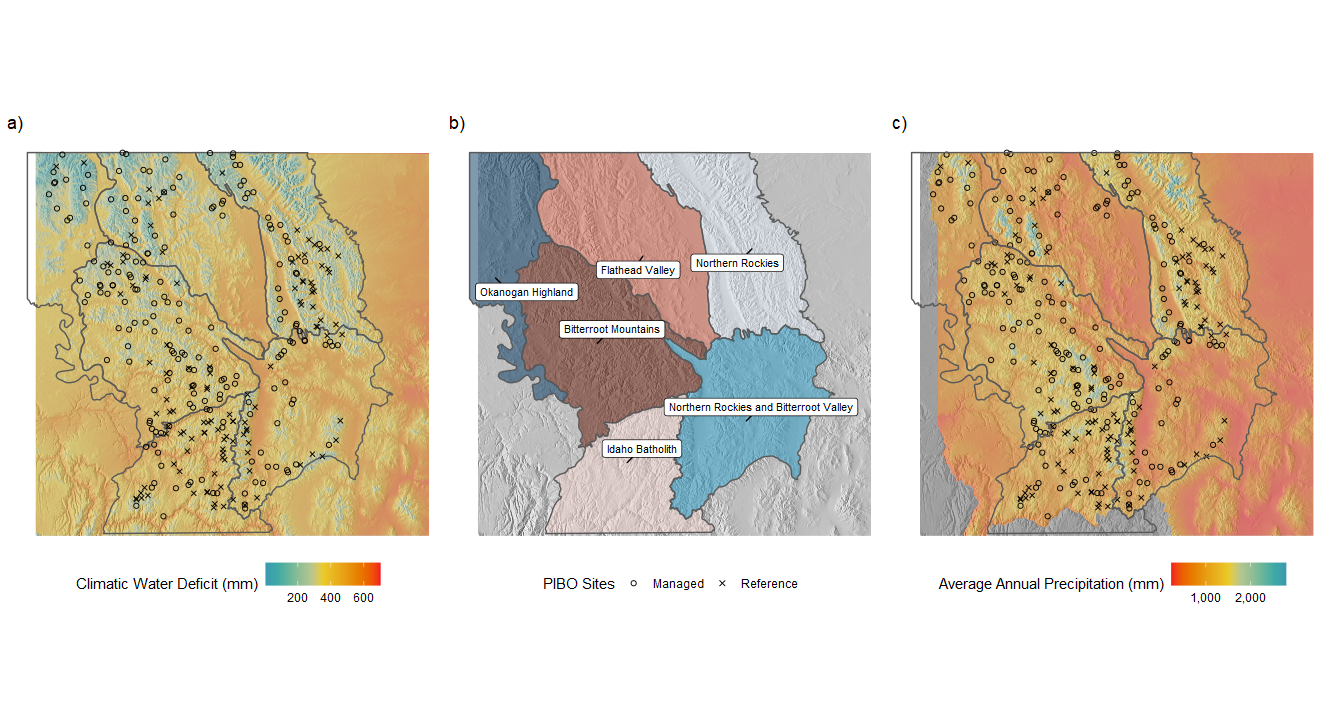 a)
b)
c)
Northern Rockies
Flathead Valley
Okanogan Highland
Bitterroot Mountains
Northern Rockies and Bitterroot Valley
Idaho Batholith
Climatic Water Deficit (mm)
200 400 600
PIBO Sites Managed Reference
Average Annual Precipitation (mm)
1,000 2,000